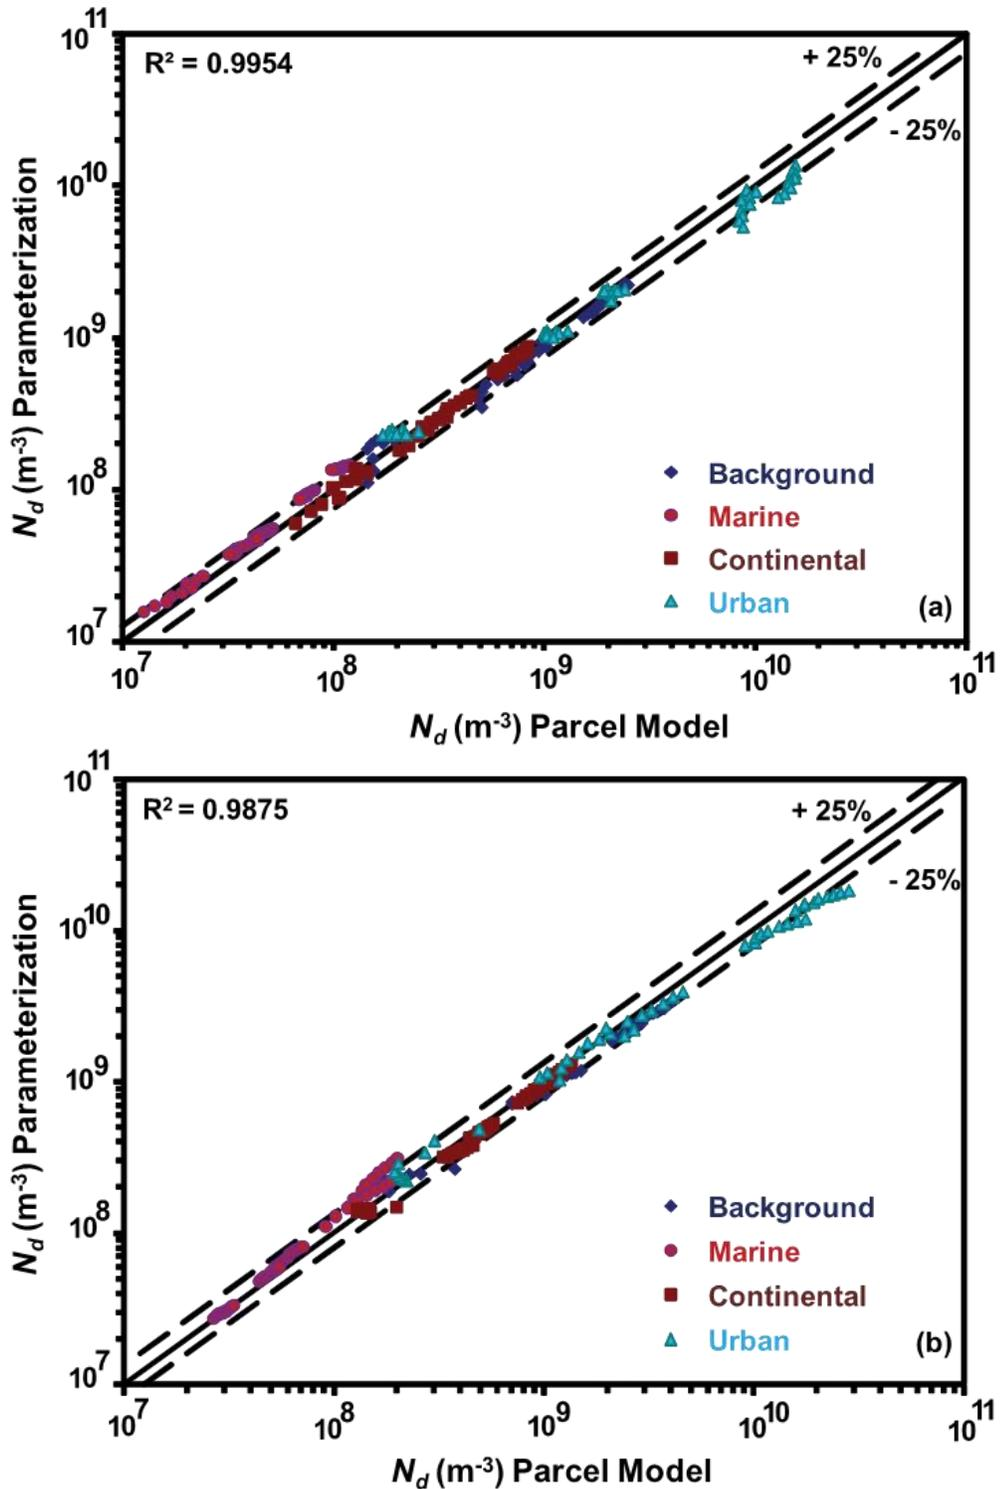 10¹¹
R² = 0.9954
+ 25%
- 25%
10¹⁰
10⁹
10⁸
10⁷
N_d (m⁻³) Parameterization
Background
Marine
Continental
Urban
(a)
10⁷ 10⁸ 10⁹ 10¹⁰ 10¹¹
N_d (m⁻³) Parcel Model
10¹¹
R² = 0.9875
+ 25%
- 25%
10¹⁰
10⁹
10⁸
10⁷
N_d (m⁻³) Parameterization
Background
Marine
Continental
Urban
(b)
10⁷ 10⁸ 10⁹ 10¹⁰ 10¹¹
N_d (m⁻³) Parcel Model